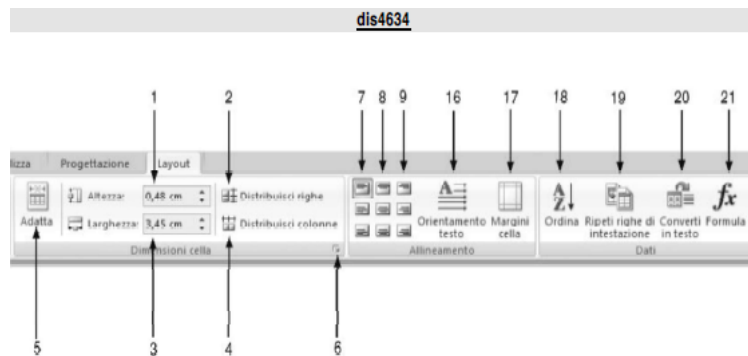 dis4634
1 2 7 8 9 16 17 18 19 20 21
lizza Progettazione Layout
Altezza: 0,48 cm Distribuisci righe
Adatta Larghezza: 3,45 cm Distribuisci colonne
Orientamento testo Margini cella Ordina Ripeti righe di intestazione Converti in testo Formula
Dimensioni cella Allineamento Dati
5 3 4 6